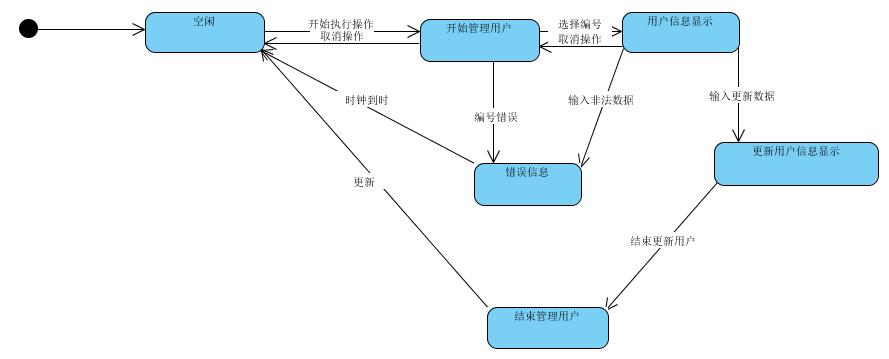 空闲
开始执行操作
取消操作
开始管理用户
选择编号
取消操作
用户信息显示
时钟到时
编号错误
输入非法数据
输入更新数据
更新用户信息显示
错误信息
更新
结束更新用户
结束管理用户